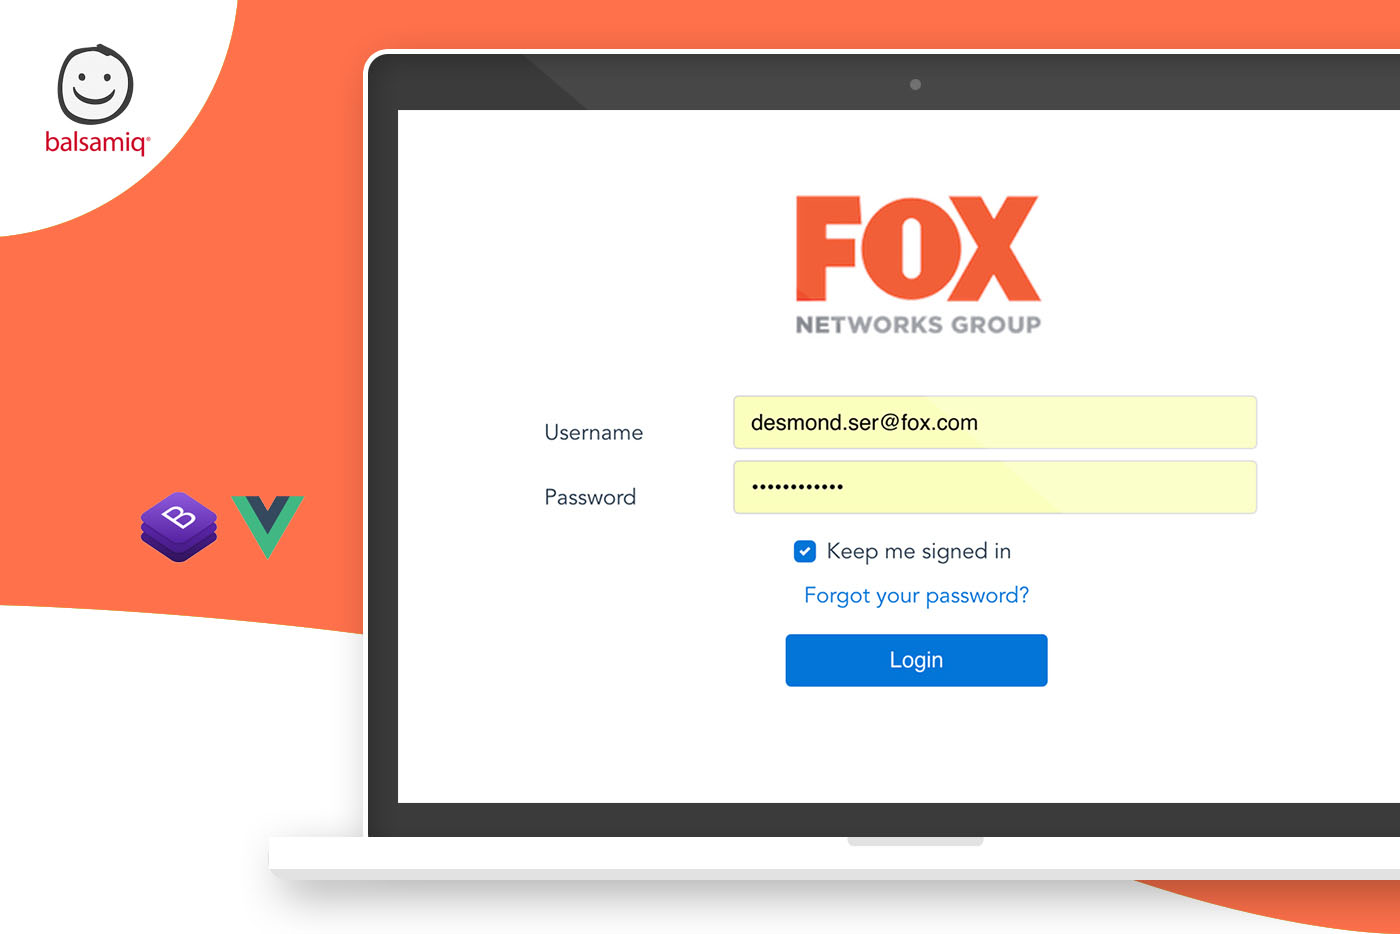 balsamiq®
FOX
NETWORKS GROUP
Username
desmond.ser@fox.com
Password
••••••••••••
Keep me signed in
Forgot your password?
Login
B